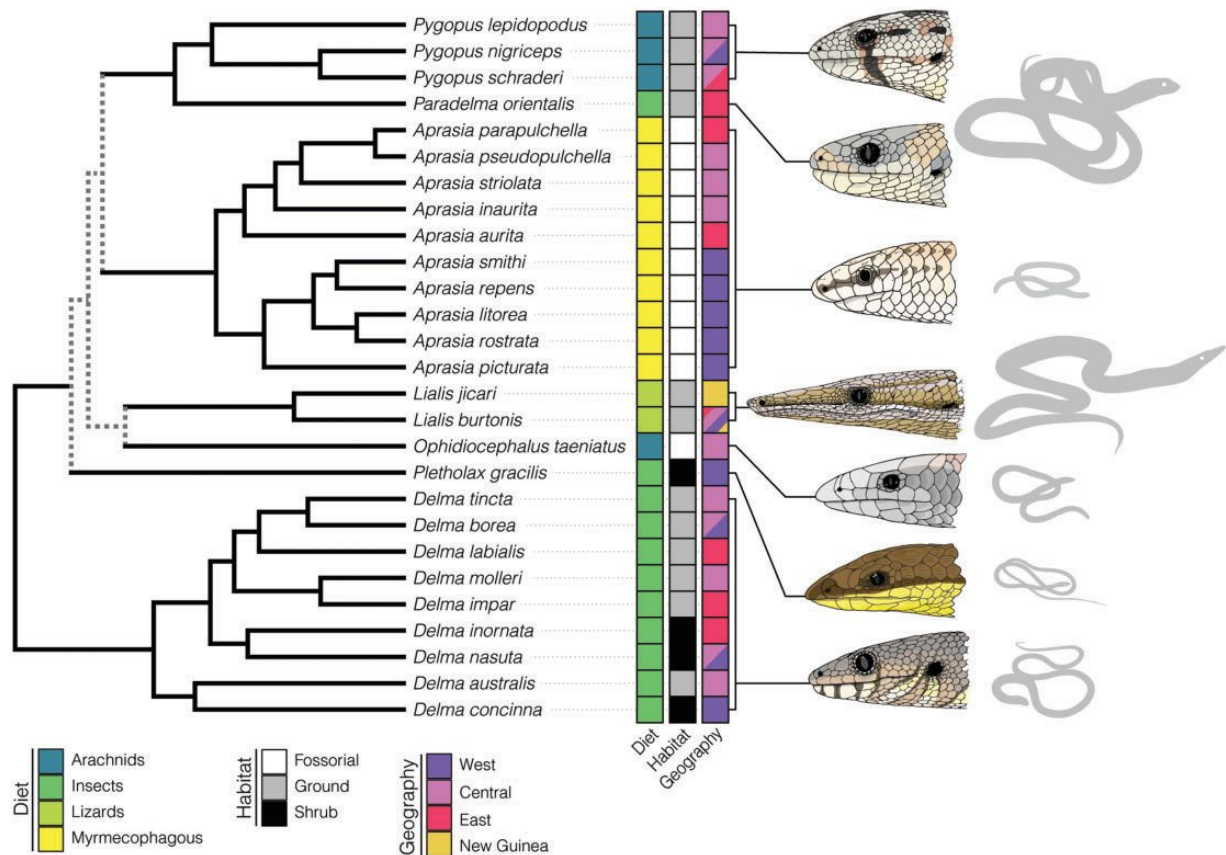 Pygopus lepidopodus
Pygopus nigriceps
Pygopus schraderi
Paradelma orientalis
Aprasia parapulchella
Aprasia pseudopulchella
Aprasia striolata
Aprasia inaurita
Aprasia aurita
Aprasia smithi
Aprasia repens
Aprasia litorea
Aprasia rostrata
Aprasia picturata
Lialis jicari
Lialis burtonis
Ophidiocephalus taeniatus
Pletholax gracilis
Delma tincta
Delma borea
Delma labialis
Delma molleri
Delma impar
Delma inornata
Delma nasuta
Delma australis
Delma concinna
Diet
Habitat
Geography
Diet
Arachnids
Insects
Lizards
Myrmecophagous
Habitat
Fossorial
Ground
Shrub
Geography
West
Central
East
New Guinea